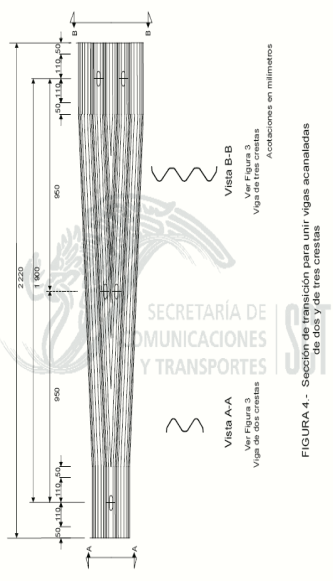 2 220
1 900
50 110 950 950 110 50
110 110
50 50
A A
B B
Vista A-A
Ver Figura 3
Viga de dos crestas
Vista B-B
Ver Figura 3
Viga de tres crestas
Acotaciones en milímetros
SECRETARÍA DE
COMUNICACIONES
Y TRANSPORTES
SCT
FIGURA 4.- Sección de transición para unir vigas acanaladas
de dos y de tres crestas